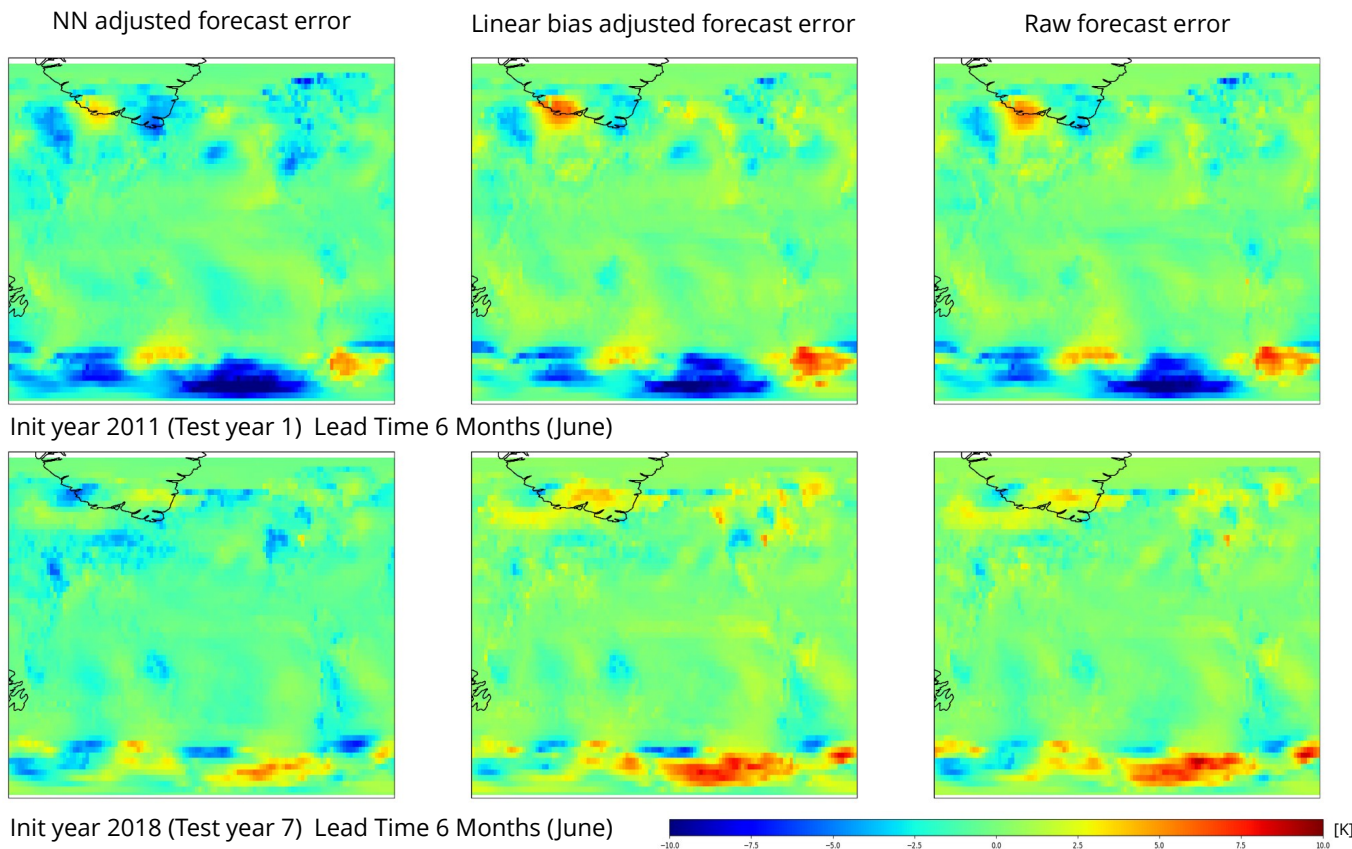 NN adjusted forecast error
Linear bias adjusted forecast error
Raw forecast error
Init year 2011 (Test year 1) Lead Time 6 Months (June)
Init year 2018 (Test year 7) Lead Time 6 Months (June)
[K]
−10.0 −7.5 −5.0 −2.5 0.0 2.5 5.0 7.5 10.0